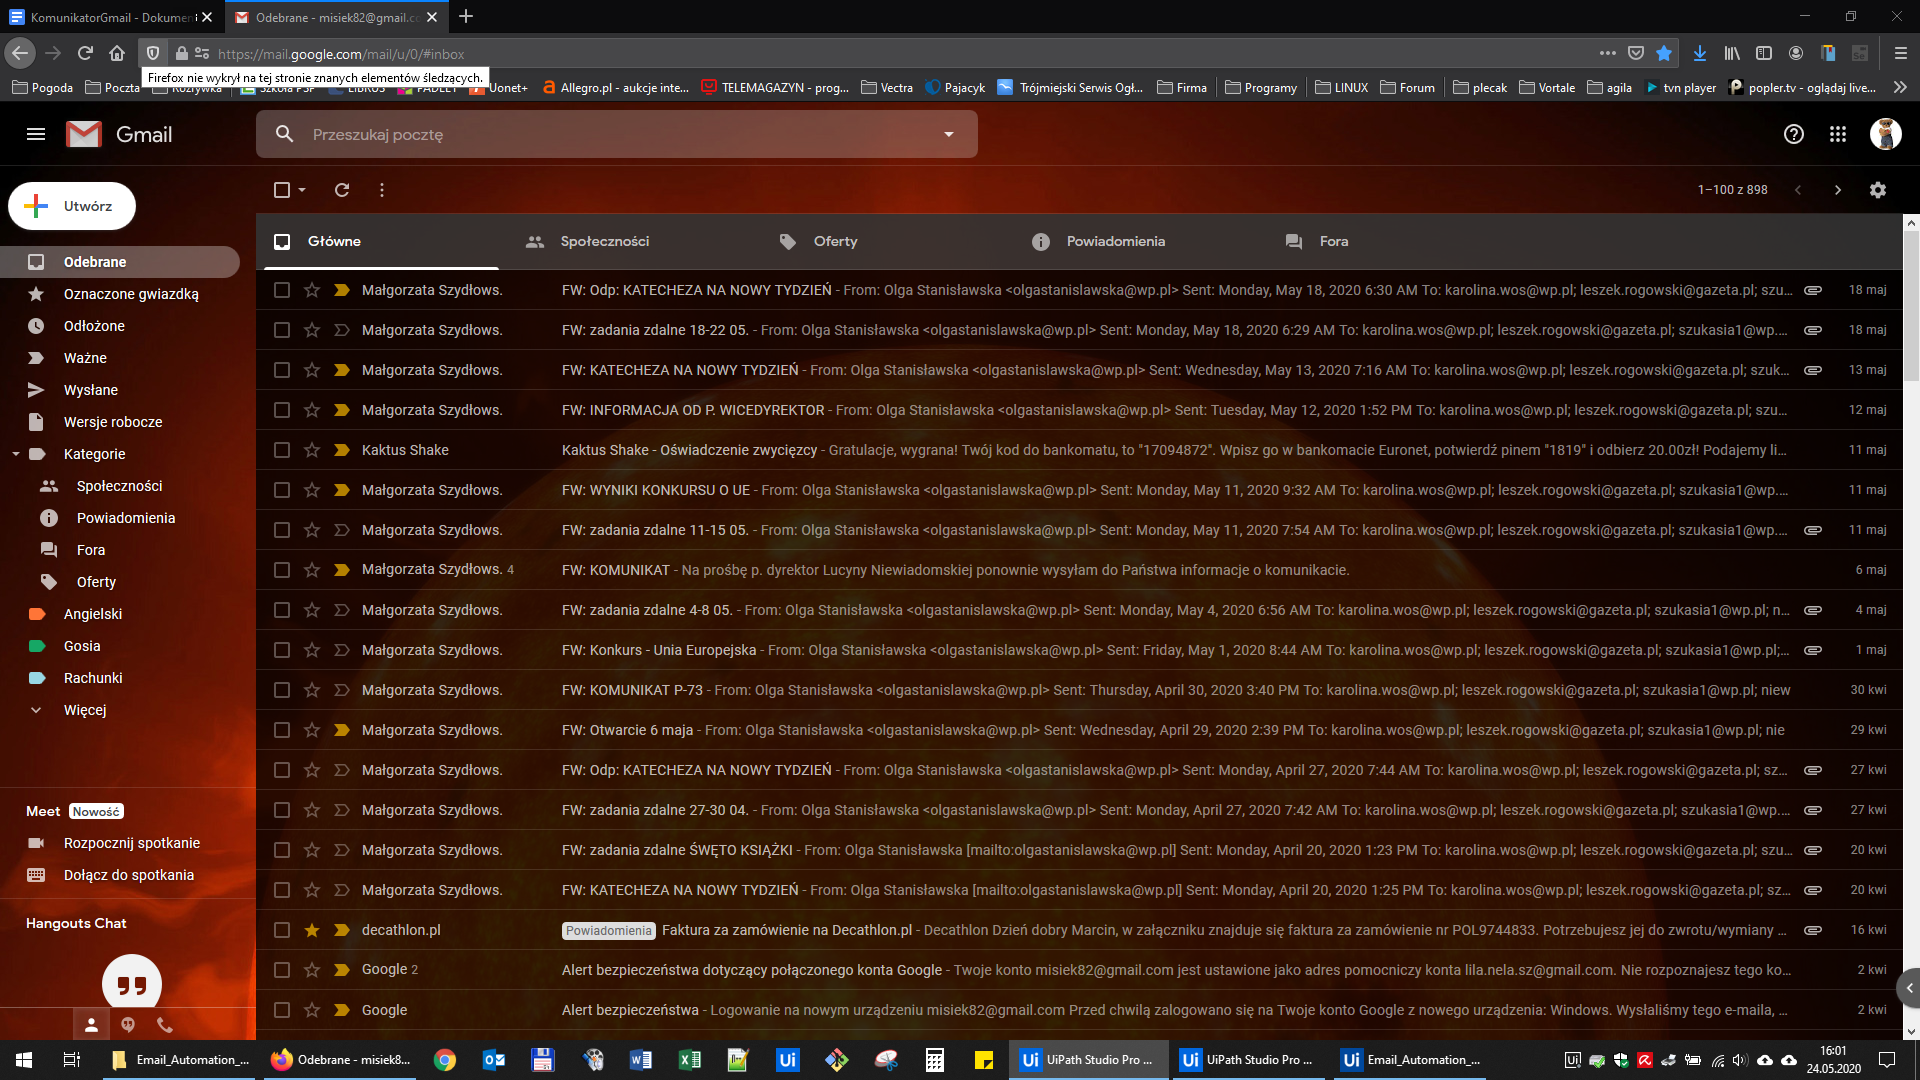 KomunikatorGmail - Dokumen
Odebrane - misiek82@gmail.co
https://mail.google.com/mail/u/0/#inbox
Firefox nie wykrył na tej stronie znanych elementów śledzących.
Pogoda
Poczta
Uonet+
Allegro.pl - aukcje inte...
TELEMAGAZYN - prog...
Vectra
Pajacyk
Trójmiejski Serwis Ogł...
Firma
Programy
LINUX
Forum
plecak
Vortale
agila
tvn player
popler.tv - oglądaj live...
Gmail
Przeszukaj pocztę
Utwórz
1–100 z 898
Główne
Społeczności
Oferty
Powiadomienia
Fora
Odebrane
Oznaczone gwiazdką
Odłożone
Ważne
Wysłane
Wersje robocze
Kategorie
Społeczności
Powiadomienia
Fora
Oferty
Angielski
Gosia
Rachunki
Więcej
Meet Nowość
Rozpocznij spotkanie
Dołącz do spotkania
Hangouts Chat
Małgorzata Szydłows. FW: Odp: KATECHEZA NA NOWY TYDZIEŃ - From: Olga Stanisławska <olgastanislawska@wp.pl> Sent: Monday, May 18, 2020 6:30 AM To: karolina.wos@wp.pl; leszek.rogowski@gazeta.pl; szu... 18 maj
Małgorzata Szydłows. FW: zadania zdalne 18-22 05. - From: Olga Stanisławska <olgastanislawska@wp.pl> Sent: Monday, May 18, 2020 6:29 AM To: karolina.wos@wp.pl; leszek.rogowski@gazeta.pl; szukasia1@wp.... 18 maj
Małgorzata Szydłows. FW: KATECHEZA NA NOWY TYDZIEŃ - From: Olga Stanisławska <olgastanislawska@wp.pl> Sent: Wednesday, May 13, 2020 7:16 AM To: karolina.wos@wp.pl; leszek.rogowski@gazeta.pl; szuk... 13 maj
Małgorzata Szydłows. FW: INFORMACJA OD P. WICEDYREKTOR - From: Olga Stanisławska <olgastanislawska@wp.pl> Sent: Tuesday, May 12, 2020 1:52 PM To: karolina.wos@wp.pl; leszek.rogowski@gazeta.pl; szu... 12 maj
Kaktus Shake Kaktus Shake - Oświadczenie zwycięzcy - Gratulacje, wygrana! Twój kod do bankomatu, to "17094872". Wpisz go w bankomacie Euronet, potwierdź pinem "1819" i odbierz 20.00zł! Podajemy li... 11 maj
Małgorzata Szydłows. FW: WYNIKI KONKURSU O UE - From: Olga Stanisławska <olgastanislawska@wp.pl> Sent: Monday, May 11, 2020 9:32 AM To: karolina.wos@wp.pl; leszek.rogowski@gazeta.pl; szukasia1@wp.... 11 maj
Małgorzata Szydłows. FW: zadania zdalne 11-15 05. - From: Olga Stanisławska <olgastanislawska@wp.pl> Sent: Monday, May 11, 2020 7:54 AM To: karolina.wos@wp.pl; leszek.rogowski@gazeta.pl; szukasia1@wp.... 11 maj
Małgorzata Szydłows. 4 FW: KOMUNIKAT - Na prośbę p. dyrektor Lucyny Niewiadomskiej ponownie wysyłam do Państwa informacje o komunikacie. 6 maj
Małgorzata Szydłows. FW: zadania zdalne 4-8 05. - From: Olga Stanisławska <olgastanislawska@wp.pl> Sent: Monday, May 4, 2020 6:56 AM To: karolina.wos@wp.pl; leszek.rogowski@gazeta.pl; szukasia1@wp.pl; n... 4 maj
Małgorzata Szydłows. FW: Konkurs - Unia Europejska - From: Olga Stanisławska <olgastanislawska@wp.pl> Sent: Friday, May 1, 2020 8:44 AM To: karolina.wos@wp.pl; leszek.rogowski@gazeta.pl; szukasia1@wp.pl;... 1 maj
Małgorzata Szydłows. FW: KOMUNIKAT P-73 - From: Olga Stanisławska <olgastanislawska@wp.pl> Sent: Thursday, April 30, 2020 3:40 PM To: karolina.wos@wp.pl; leszek.rogowski@gazeta.pl; szukasia1@wp.pl; niew 30 kwi
Małgorzata Szydłows. FW: Otwarcie 6 maja - From: Olga Stanisławska <olgastanislawska@wp.pl> Sent: Wednesday, April 29, 2020 2:39 PM To: karolina.wos@wp.pl; leszek.rogowski@gazeta.pl; szukasia1@wp.pl; nie 29 kwi
Małgorzata Szydłows. FW: Odp: KATECHEZA NA NOWY TYDZIEŃ - From: Olga Stanisławska <olgastanislawska@wp.pl> Sent: Monday, April 27, 2020 7:44 AM To: karolina.wos@wp.pl; leszek.rogowski@gazeta.pl; sz... 27 kwi
Małgorzata Szydłows. FW: zadania zdalne 27-30 04. - From: Olga Stanisławska <olgastanislawska@wp.pl> Sent: Monday, April 27, 2020 7:42 AM To: karolina.wos@wp.pl; leszek.rogowski@gazeta.pl; szukasia1@wp.... 27 kwi
Małgorzata Szydłows. FW: zadania zdalne ŚWĘTO KSIĄŻKI - From: Olga Stanisławska [mailto:olgastanislawska@wp.pl] Sent: Monday, April 20, 2020 1:23 PM To: karolina.wos@wp.pl; leszek.rogowski@gazeta.pl; szu... 20 kwi
Małgorzata Szydłows. FW: KATECHEZA NA NOWY TYDZIEŃ - From: Olga Stanisławska [mailto:olgastanislawska@wp.pl] Sent: Monday, April 20, 2020 1:25 PM To: karolina.wos@wp.pl; leszek.rogowski@gazeta.pl; sz... 20 kwi
decathlon.pl Powiadomienia Faktura za zamówienie na Decathlon.pl - Decathlon Dzień dobry Marcin, w załączniku znajduje się faktura za zamówienie nr POL9744833. Potrzebujesz jej do zwrotu/wymiany ... 16 kwi
Google 2 Alert bezpieczeństwa dotyczący połączonego konta Google - Twoje konto misiek82@gmail.com jest ustawione jako adres pomocniczy konta lila.nela.sz@gmail.com. Nie rozpoznajesz tego ko... 2 kwi
Google Alert bezpieczeństwa - Logowanie na nowym urządzeniu misiek82@gmail.com Przed chwilą zalogowano się na Twoje konto Google z nowego urządzenia: Windows. Wysłaliśmy tego e-maila, ... 2 kwi
Email_Automation_...
Odebrane - misiek8...
UiPath Studio Pro ...
UiPath Studio Pro ...
Email_Automation_...
16:01
24.05.2020